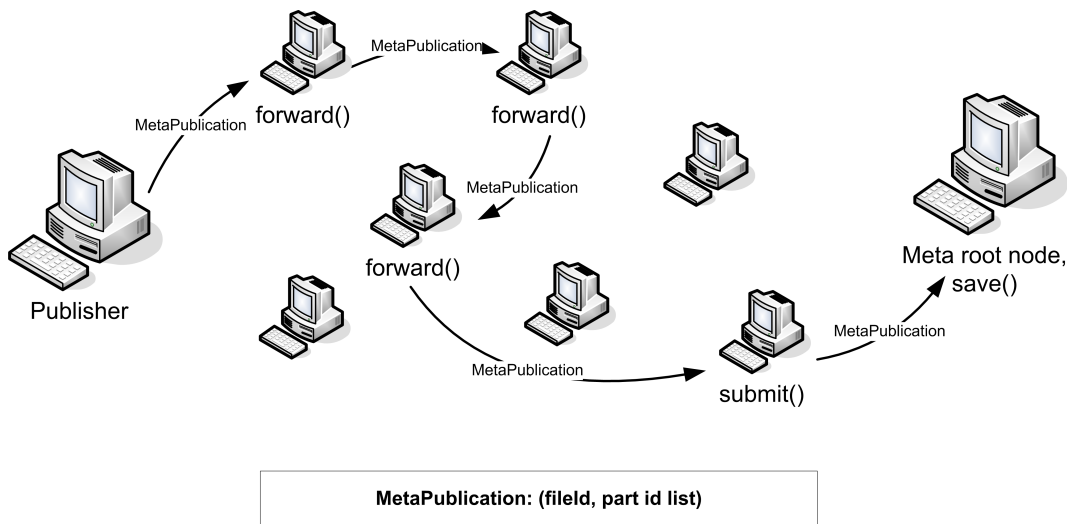 MetaPublication
forward()
forward()
MetaPublication
Publisher
MetaPublication
forward()
Meta root node,
save()
MetaPublication
MetaPublication
submit()
MetaPublication: (fileId, part id list)